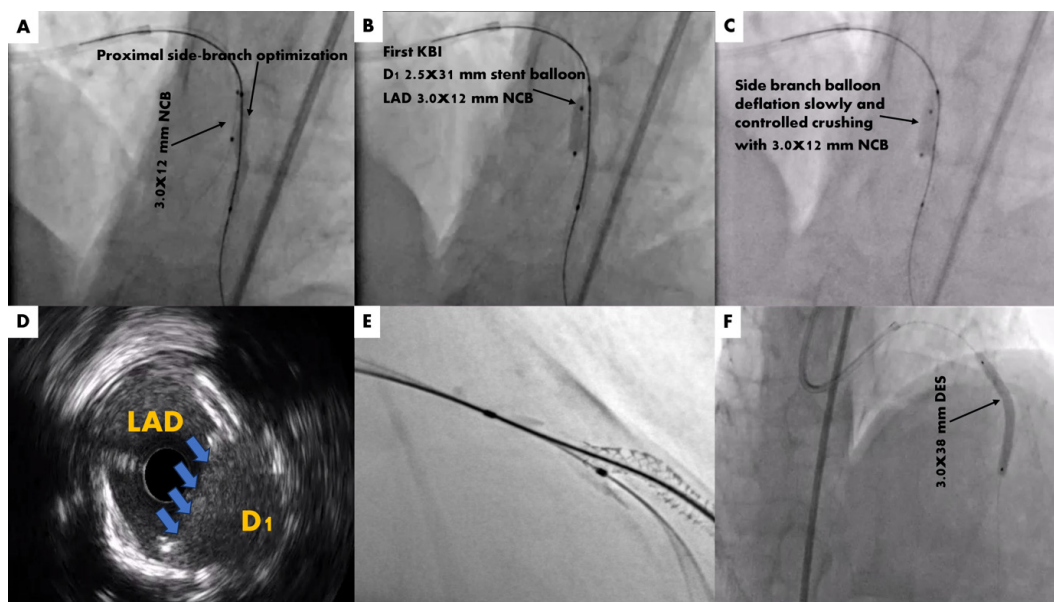 A
Proximal side-branch optimization
3.0X12 mm NCB
B
First KBI
D1 2.5X31 mm stent balloon
LAD 3.0X12 mm NCB
C
Side branch balloon
deflation slowly and
controlled crushing
with 3.0X12 mm NCB
D
LAD
D1
E
F
3.0X38 mm DES